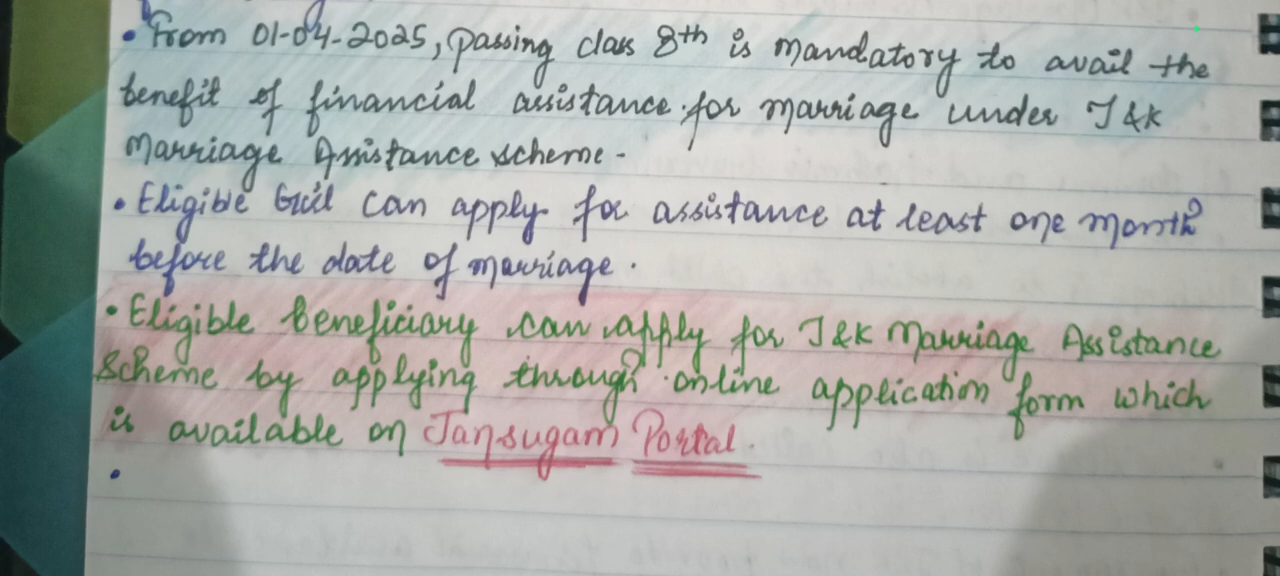 • From 01-04-2025, passing class 8th is mandatory to avail the
benefit of financial assistance for marriage under J&K
Marriage Assistance scheme.
• Eligible Girl can apply for assistance at least one month
before the date of marriage.
• Eligible Beneficiary can apply for J&K Marriage Assistance
Scheme by applying through online application form which
is available on Jansugam Portal.
•